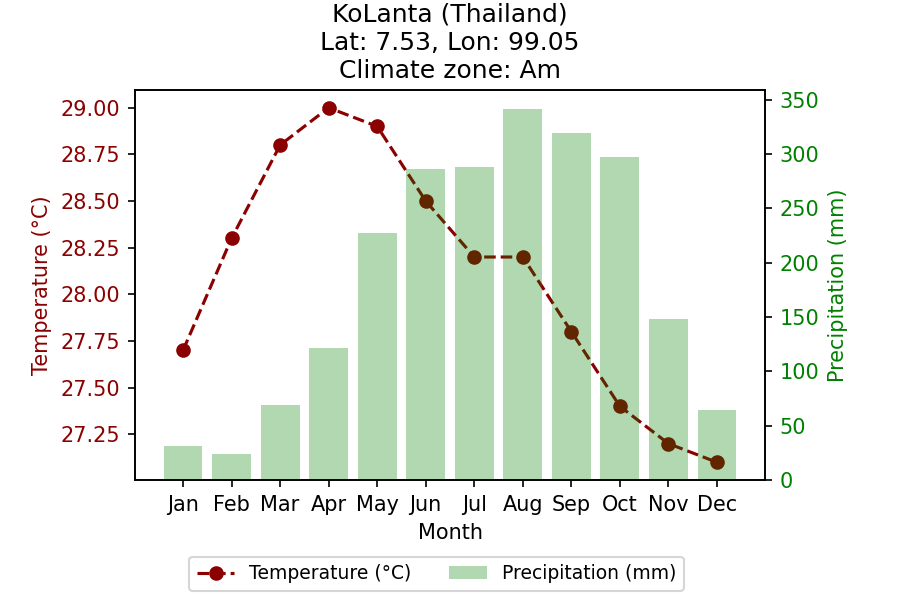 KoLanta (Thailand)
Lat: 7.53, Lon: 99.05
Climate zone: Am
29.00
28.75
28.50
28.25
28.00
27.75
27.50
27.25
Temperature (°C)
350
300
250
200
150
100
50
0
Precipitation (mm)
Jan Feb Mar Apr May Jun Jul Aug Sep Oct Nov Dec
Month
Temperature (°C) Precipitation (mm)